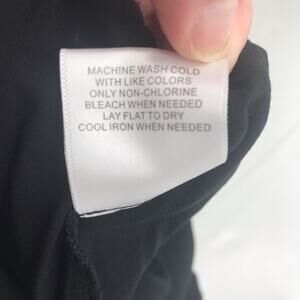 MACHINE WASH COLD
WITH LIKE COLORS
ONLY NON-CHLORINE
BLEACH WHEN NEEDED
LAY FLAT TO DRY
COOL IRON WHEN NEEDED